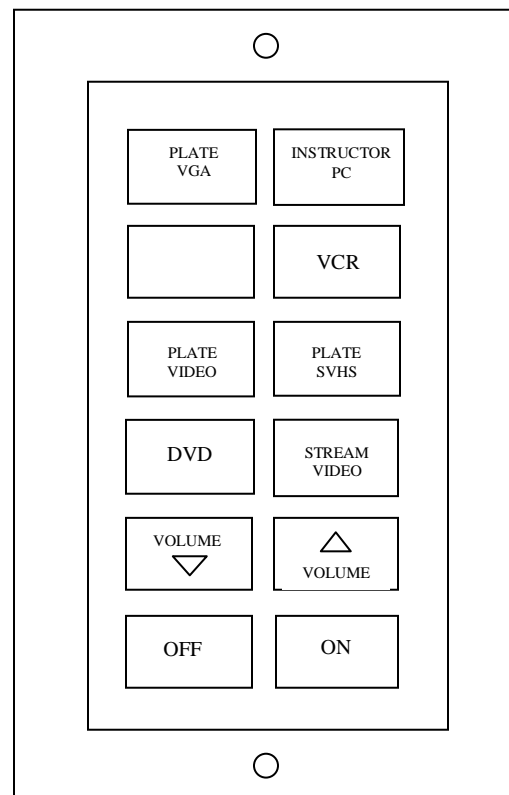 PLATE
VGA
INSTRUCTOR
PC
VCR
PLATE
VIDEO
PLATE
SVHS
DVD
STREAM
VIDEO
VOLUME
VOLUME
OFF
ON